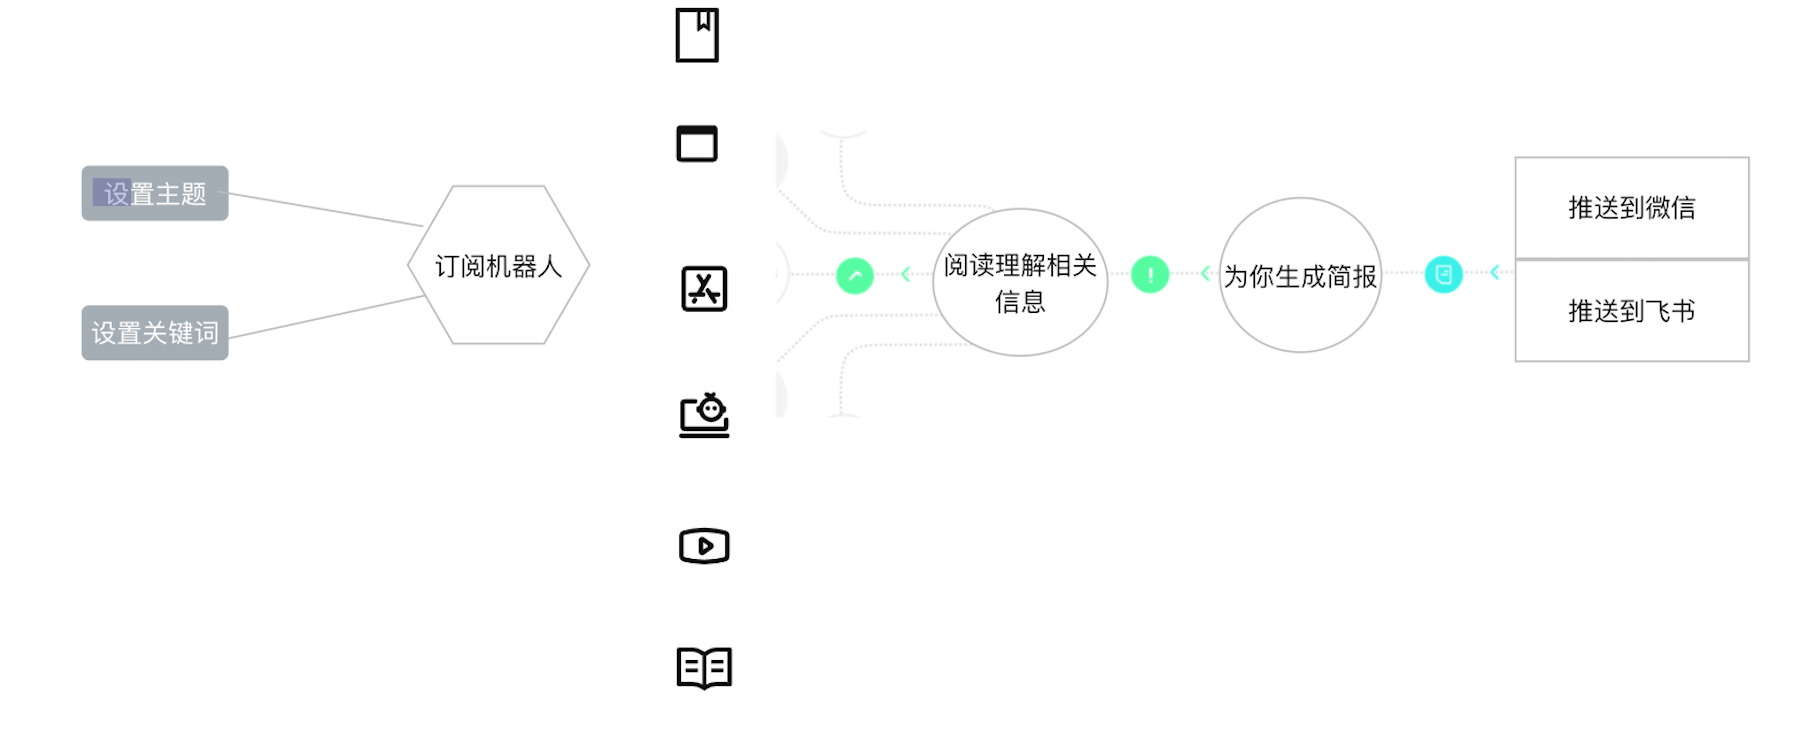 设置主题
设置关键词
订阅机器人
阅读理解相关
信息
为你生成简报
推送到微信
推送到飞书